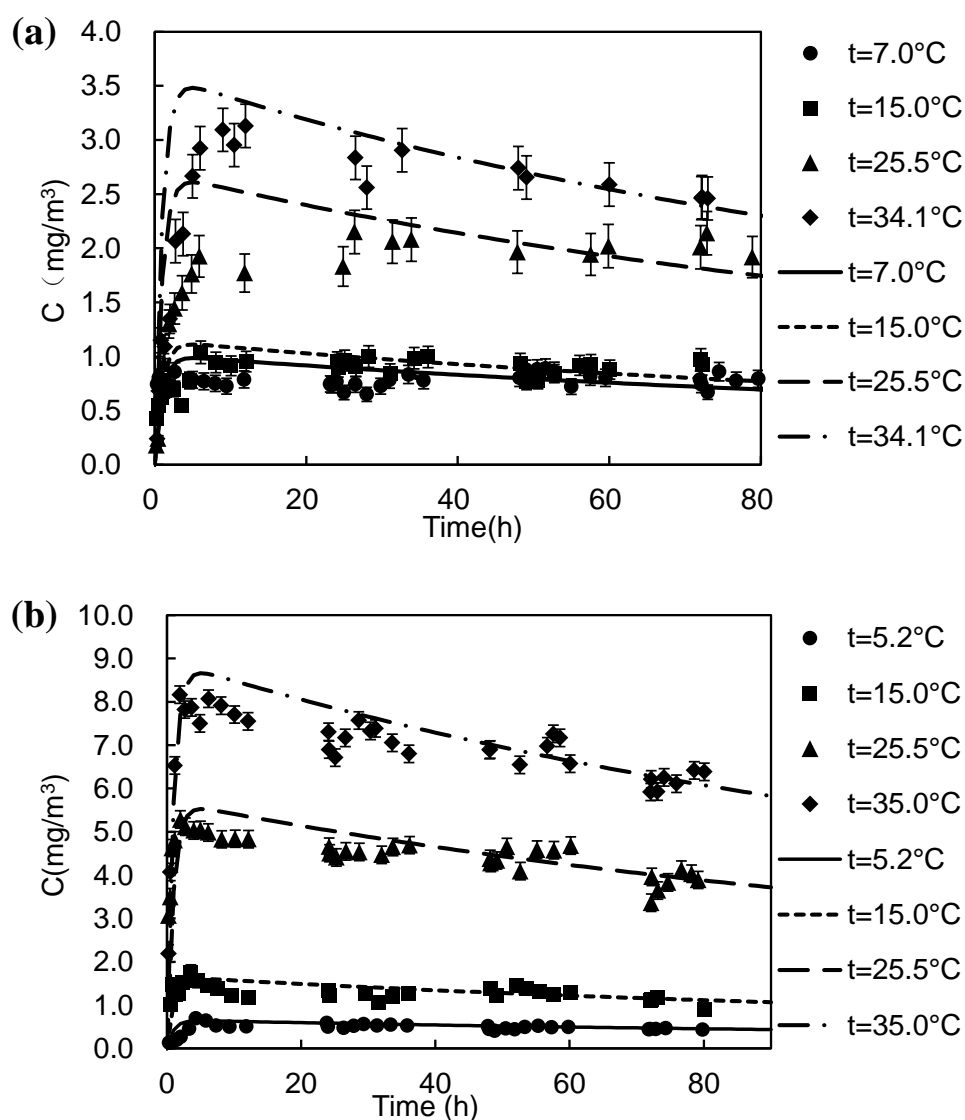 (a)
C（mg/m³）
4.0
3.5
3.0
2.5
2.0
1.5
1.0
0.5
0.0
0 20 40 60 80
Time(h)
t=7.0°C
t=15.0°C
t=25.5°C
t=34.1°C
t=7.0°C
t=15.0°C
t=25.5°C
t=34.1°C
(b)
C(mg/m³)
10.0
9.0
8.0
7.0
6.0
5.0
4.0
3.0
2.0
1.0
0.0
0 20 40 60 80
Time (h)
t=5.2°C
t=15.0°C
t=25.5°C
t=35.0°C
t=5.2°C
t=15.0°C
t=25.5°C
t=35.0°C